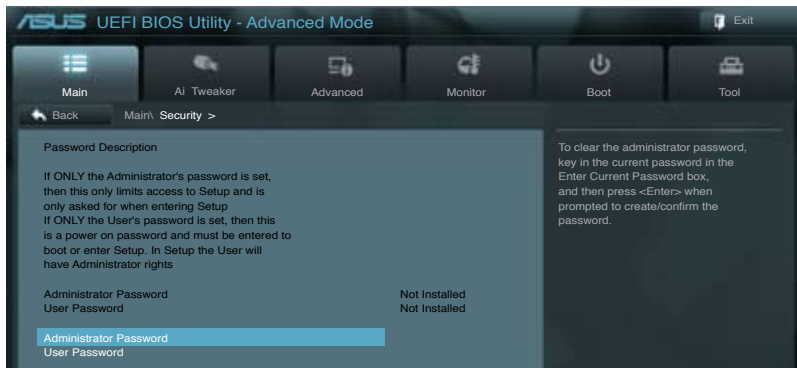 ASUS UEFI BIOS Utility - Advanced Mode
Exit
Main
Ai Tweaker
Advanced
Monitor
Boot
Tool
Back
Main\ Security >
Password Description
If ONLY the Administrator's password is set,
then this only limits access to Setup and is
only asked for when entering Setup
If ONLY the User's password is set, then this
is a power on password and must be entered to
boot or enter Setup. In Setup the User will
have Administrator rights
Administrator Password Not Installed
User Password Not Installed
Administrator Password
User Password
To clear the administrator password,
key in the current password in the
Enter Current Password box,
and then press <Enter> when
prompted to create/confirm the
password.